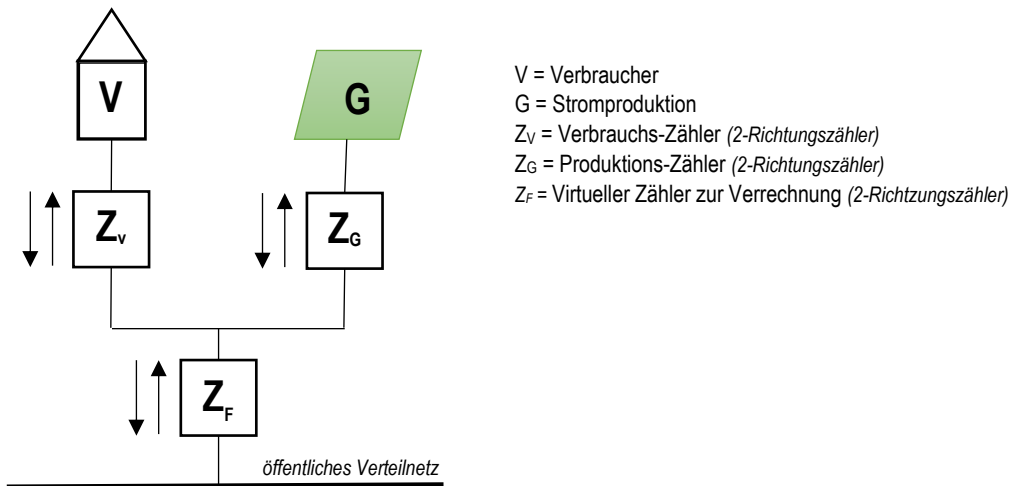 V
G
V = Verbraucher
G = Stromproduktion
ZV = Verbrauchs-Zähler (2-Richtungszähler)
ZG = Produktions-Zähler (2-Richtungszähler)
ZF = Virtueller Zähler zur Verrechnung (2-Richtzungszähler)
Zv
ZG
ZF
öffentliches Verteilnetz